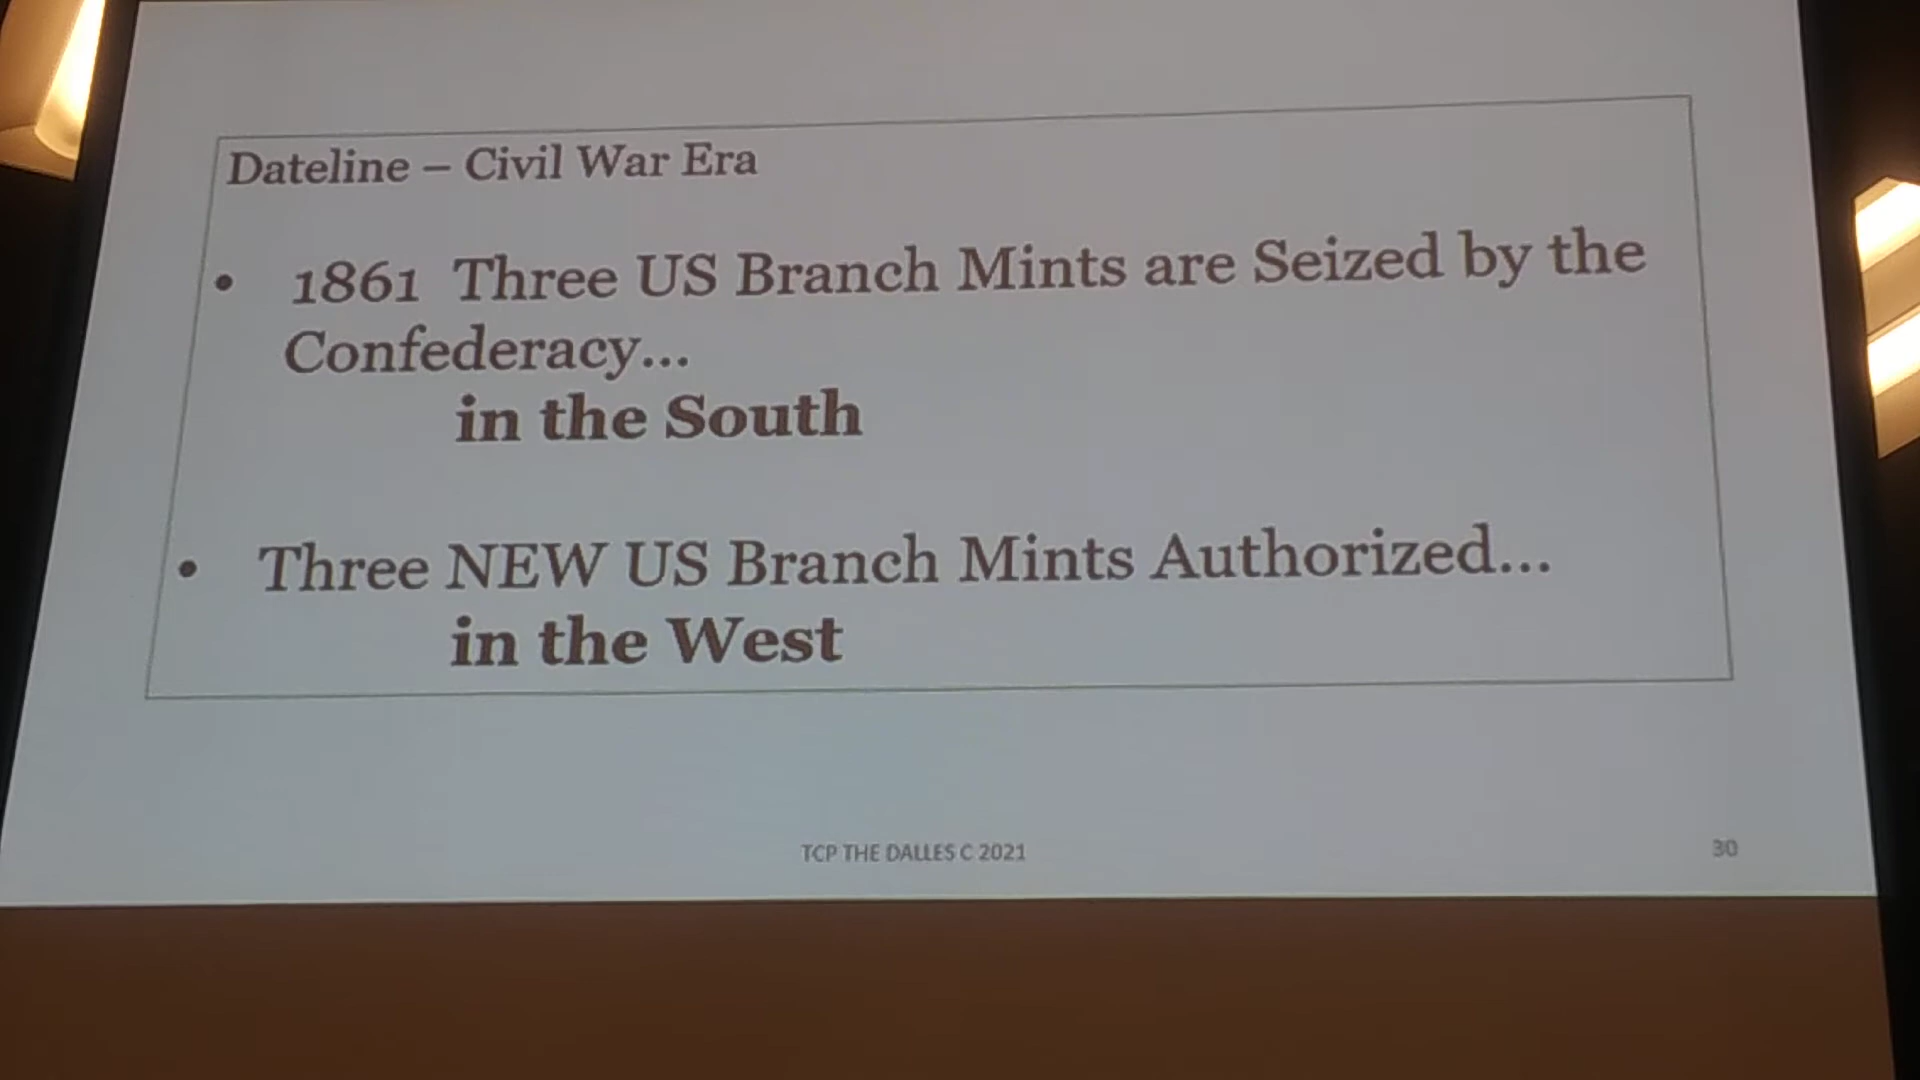 Dateline – Civil War Era
• 1861 Three US Branch Mints are Seized by the
Confederacy...
in the South
• Three NEW US Branch Mints Authorized...
in the West
TCP THE DALLES C 2021
30